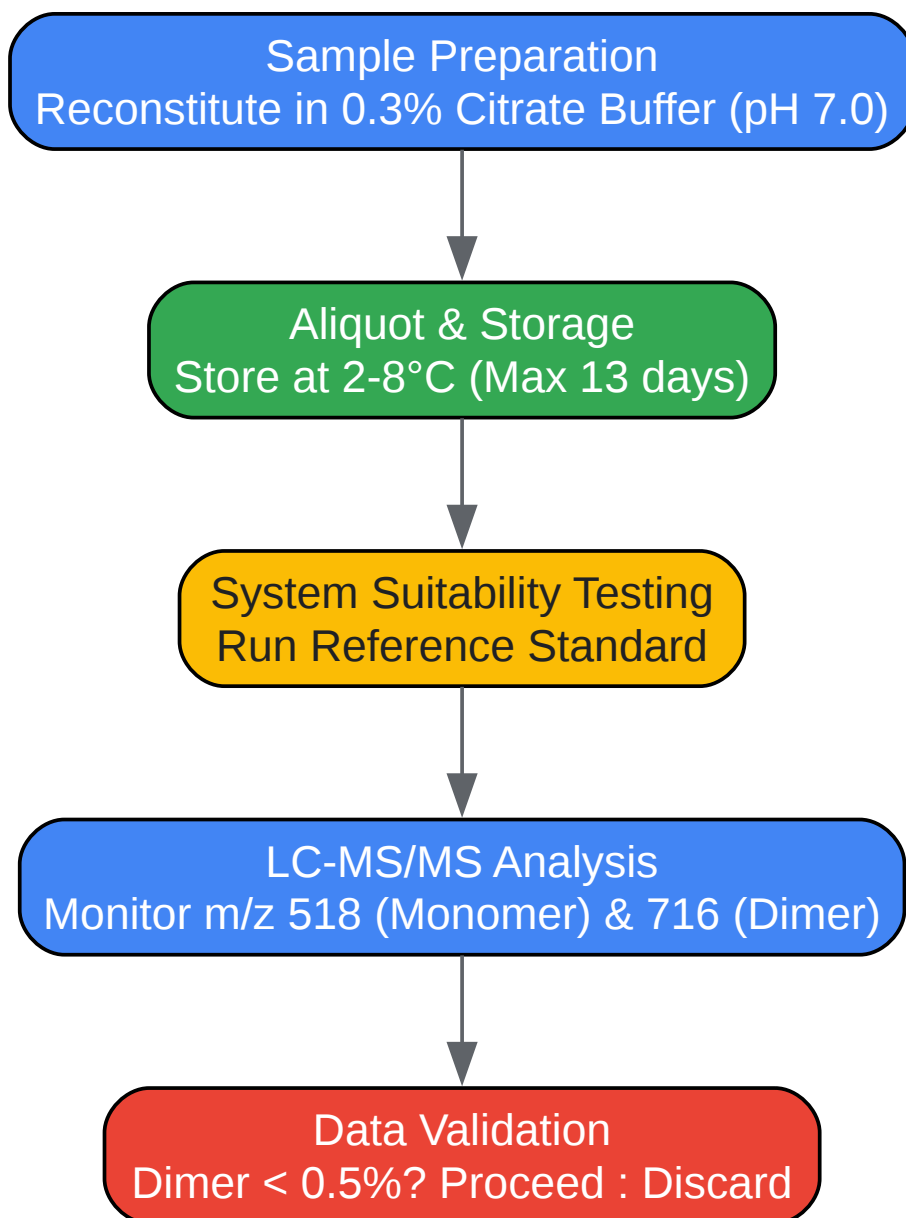 Sample Preparation
Reconstitute in 0.3% Citrate Buffer (pH 7.0)
Aliquot & Storage
Store at 2-8°C (Max 13 days)
System Suitability Testing
Run Reference Standard
LC-MS/MS Analysis
Monitor m/z 518 (Monomer) & 716 (Dimer)
Data Validation
Dimer < 0.5%? Proceed : Discard